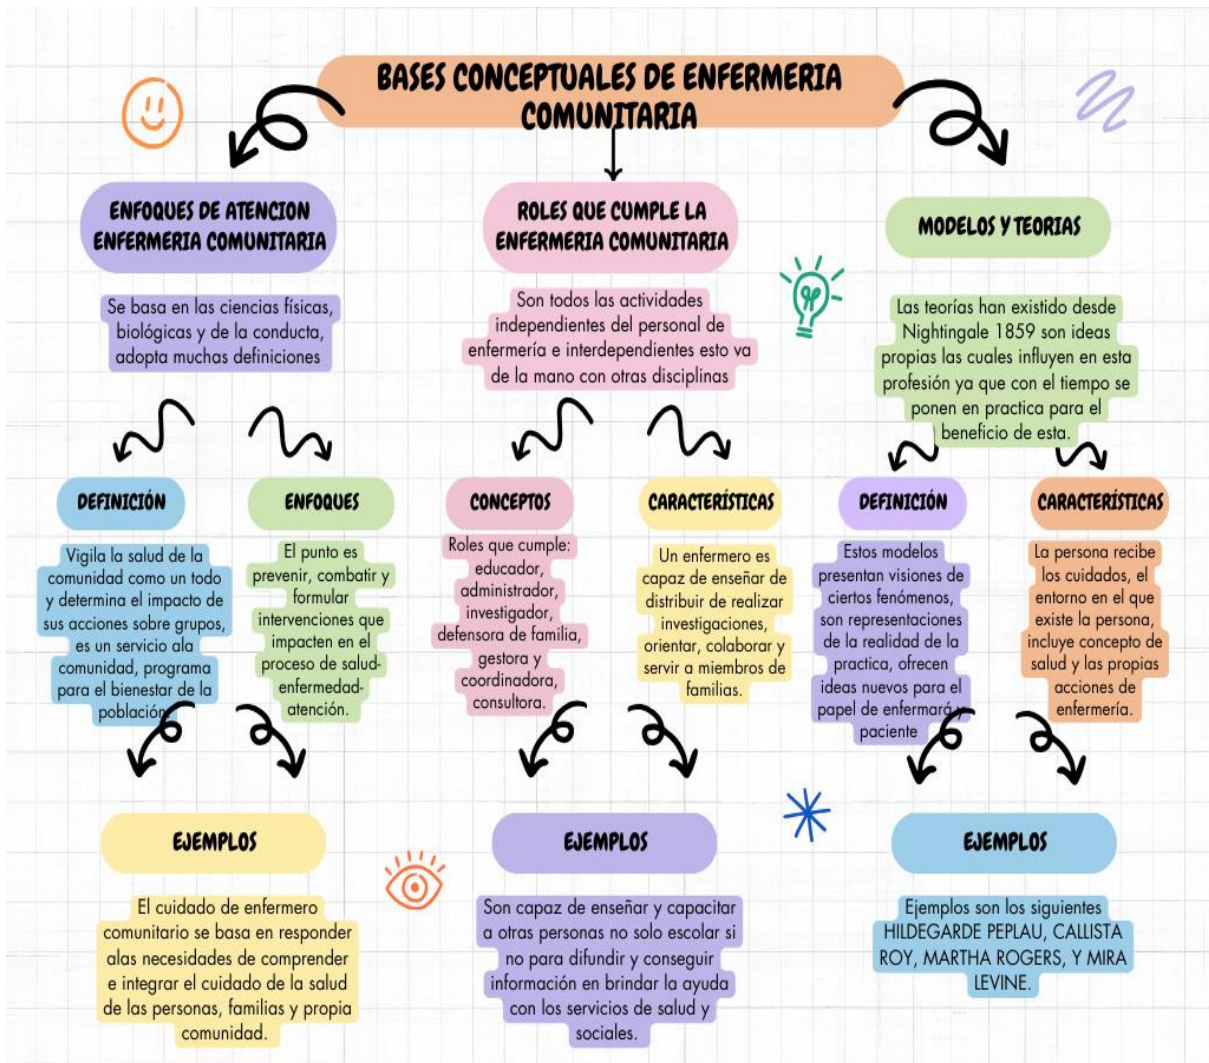 BASES CONCEPTUALES DE ENFERMERIA
COMUNITARIA
ENFOQUES DE ATENCION
ENFERMERIA COMUNITARIA
Se basa en las ciencias físicas,
biológicas y de la conducta,
adopta muchas definiciones
DEFINICIÓN
Vigila la salud de la
comunidad como un todo
y determina el impacto de
sus acciones sobre grupos,
es un servicio ala
comunidad, programa
para el bienestar de la
población.
ENFOQUES
El punto es
prevenir, combatir y
formular
intervenciones que
impacten en el
proceso de salud-
enfermedad-
atención.
EJEMPLOS
El cuidado de enfermero
comunitario se basa en responder
alas necesidades de comprender
e integrar el cuidado de la salud
de las personas, familias y propia
comunidad.
ROLES QUE CUMPLE LA
ENFERMERIA COMUNITARIA
Son todos las actividades
independientes del personal de
enfermería e interdependientes esto va
de la mano con otras disciplinas
CONCEPTOS
Roles que cumple:
educador,
administrador,
investigador,
defensora de familia,
gestora y
coordinadora,
consultora.
CARACTERÍSTICAS
Un enfermero es
capaz de enseñar de
distribuir de realizar
investigaciones,
orientar, colaborar y
servir a miembros de
familias.
EJEMPLOS
Son capaz de enseñar y capacitar
a otras personas no solo escolar si
no para difundir y conseguir
información en brindar la ayuda
con los servicios de salud y
sociales.
MODELOS Y TEORIAS
Las teorías han existido desde
Nightingale 1859 son ideas
propias las cuales influyen en esta
profesión ya que con el tiempo se
ponen en practica para el
beneficio de esta.
DEFINICIÓN
Estos modelos
presentan visiones de
ciertos fenómenos,
son representaciones
de la realidad de la
practica, ofrecen
ideas nuevos para el
papel de enfermaró y
paciente
CARACTERÍSTICAS
La persona recibe
los cuidados, el
entorno en el que
existe la persona,
incluye concepto de
salud y las propias
acciones de
enfermería.
EJEMPLOS
Ejemplos son los siguientes
HILDEGARDE PEPLAU, CALLISTA
ROY, MARTHA ROGERS, Y MIRA
LEVINE.